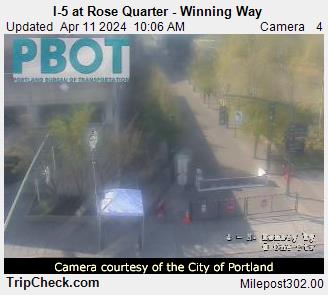 I-5 at Rose Quarter - Winning Way
Updated Apr 11 2024 10:06 AM Camera 4
PBOT
PORTLAND BUREAU OF TRANSPORTATION
Camera courtesy of the City of Portland
TripCheck.com Milepost302.00